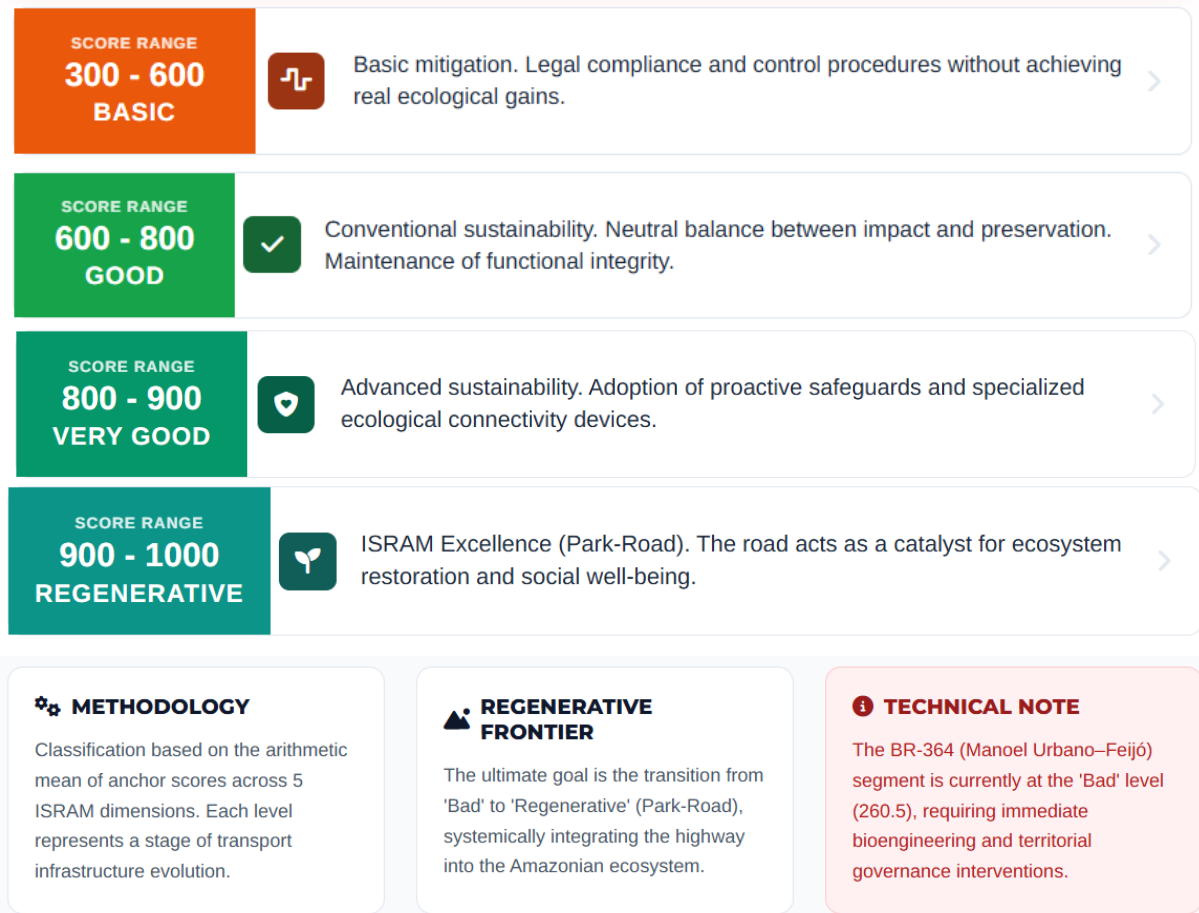 SCORE RANGE
300 - 600
BASIC
Basic mitigation. Legal compliance and control procedures without achieving
real ecological gains.
SCORE RANGE
600 - 800
GOOD
Conventional sustainability. Neutral balance between impact and preservation.
Maintenance of functional integrity.
SCORE RANGE
800 - 900
VERY GOOD
Advanced sustainability. Adoption of proactive safeguards and specialized
ecological connectivity devices.
SCORE RANGE
900 - 1000
REGENERATIVE
ISRAM Excellence (Park-Road). The road acts as a catalyst for ecosystem
restoration and social well-being.
METHODOLOGY
Classification based on the arithmetic
mean of anchor scores across 5
ISRAM dimensions. Each level
represents a stage of transport
infrastructure evolution.
REGENERATIVE
FRONTIER
The ultimate goal is the transition from
'Bad' to 'Regenerative' (Park-Road),
systemically integrating the highway
into the Amazonian ecosystem.
TECHNICAL NOTE
The BR-364 (Manoel Urbano–Feijó)
segment is currently at the 'Bad' level
(260.5), requiring immediate
bioengineering and territorial
governance interventions.